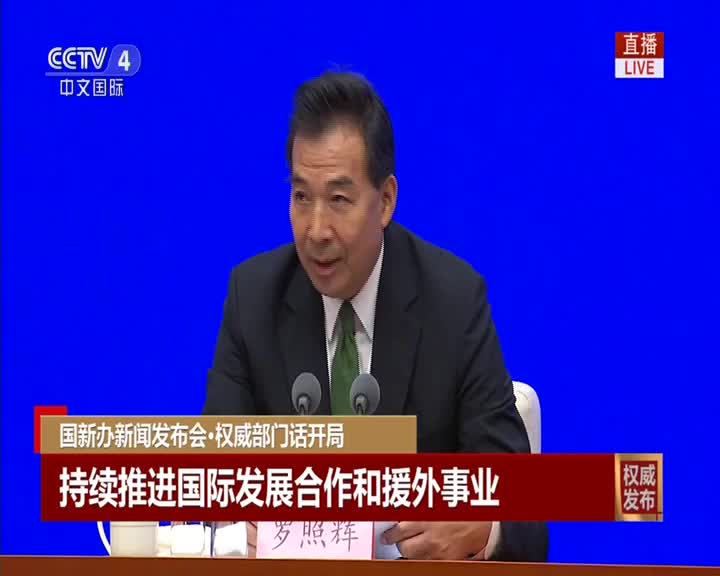 CCTV 4
中文国际
直播
LIVE
国新办新闻发布会·权威部门话开局
持续推进国际发展合作和援外事业
权威
发布
罗照辉